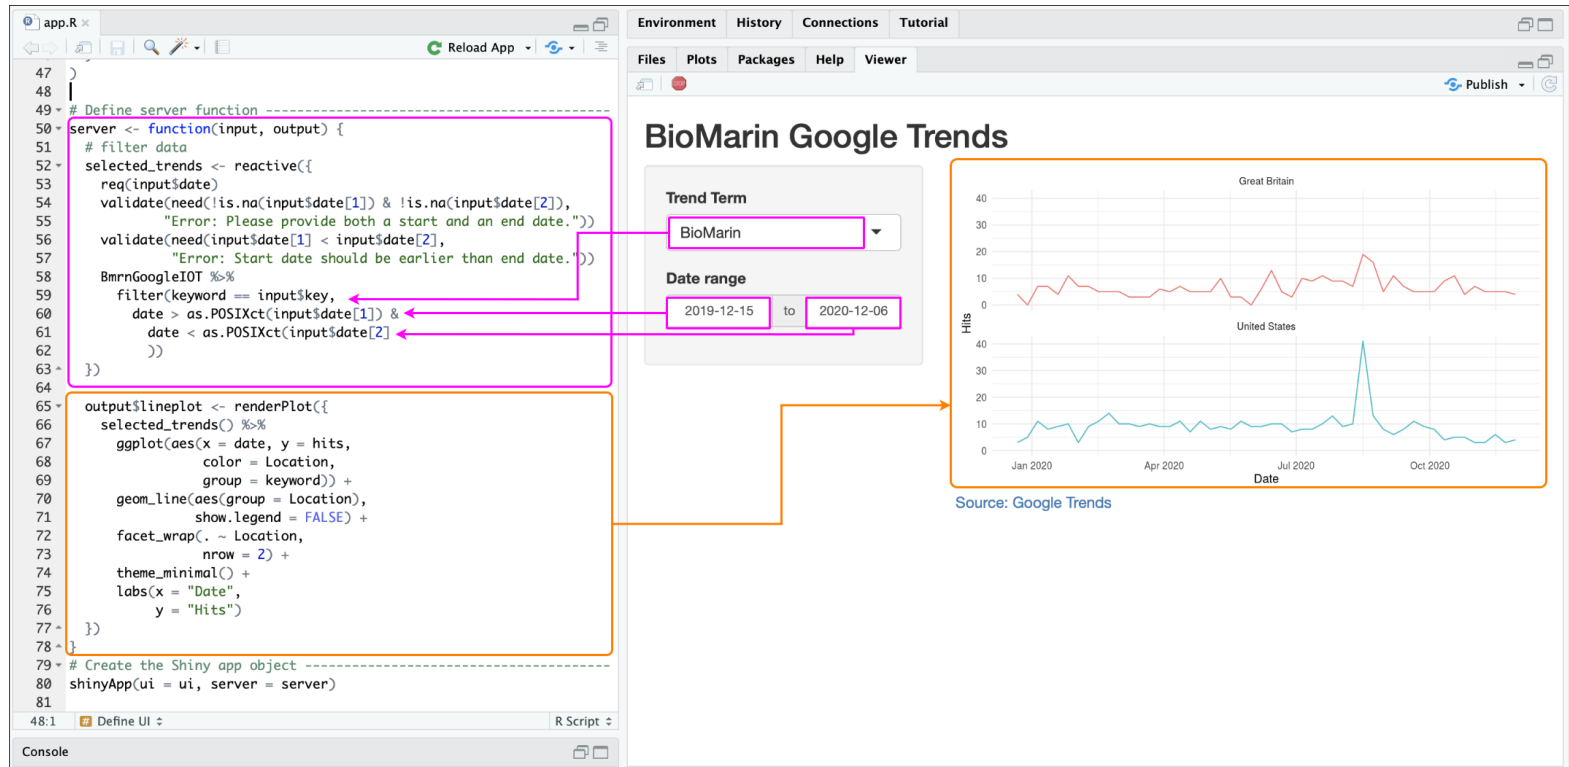 app.R
Reload App
47 )
48
49 # Define server function --------------------------------------------
50 server <- function(input, output) {
51   # filter data
52   selected_trends <- reactive({
53     req(input$date)
54     validate(need(!is.na(input$date[1]) & !is.na(input$date[2]),
55             "Error: Please provide both a start and an end date."))
56     validate(need(input$date[1] < input$date[2],
57              "Error: Start date should be earlier than end date."))
58     BmrnGoogleIOT %>%
59       filter(keyword == input$key,
60         date > as.POSIXct(input$date[1]) &
61           date < as.POSIXct(input$date[2]
62           ))
63   })
64
65   output$lineplot <- renderPlot({
66     selected_trends() %>%
67       ggplot(aes(x = date, y = hits,
68                  color = Location,
69                  group = keyword)) +
70       geom_line(aes(group = Location),
71                 show.legend = FALSE) +
72       facet_wrap(. ~ Location,
73                  nrow = 2) +
74       theme_minimal() +
75       labs(x = "Date",
76            y = "Hits")
77   })
78 }
79 # Create the Shiny app object ---------------------------------------
80 shinyApp(ui = ui, server = server)
81
48:1 # Define UI R Script
Console
Environment History Connections Tutorial
Files Plots Packages Help Viewer
STOP Publish
BioMarin Google Trends
Trend Term
BioMarin
Date range
2019-12-15 to 2020-12-06
Great Britain
40
30
20
10
0
United States
40
30
20
10
0
Hits
Jan 2020 Apr 2020 Jul 2020 Oct 2020
Date
Source: Google Trends